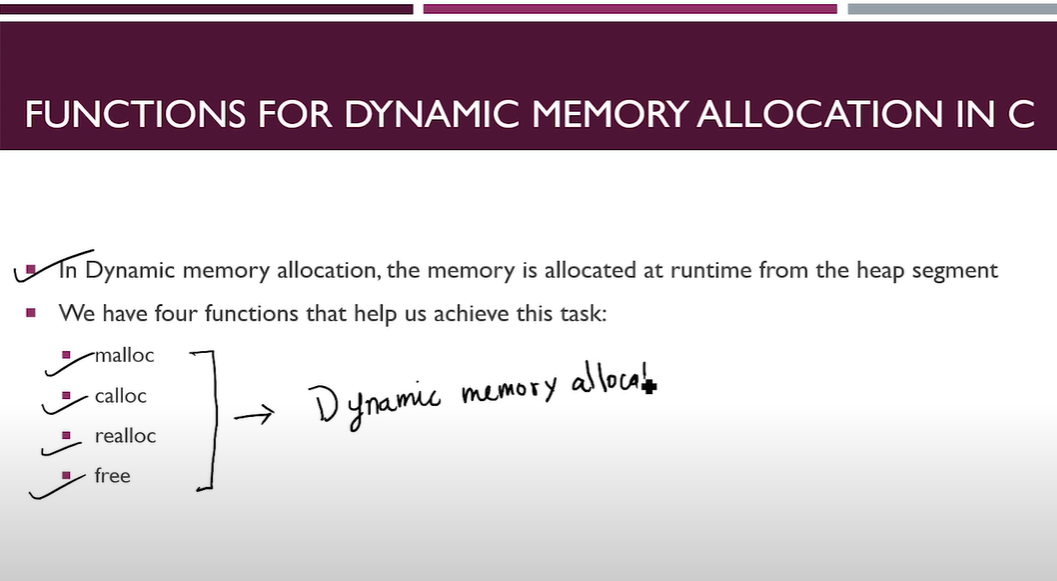 FUNCTIONS FOR DYNAMIC MEMORY ALLOCATION IN C
In Dynamic memory allocation, the memory is allocated at runtime from the heap segment
We have four functions that help us achieve this task:
malloc
calloc
realloc
free
Dynamic memory allocat